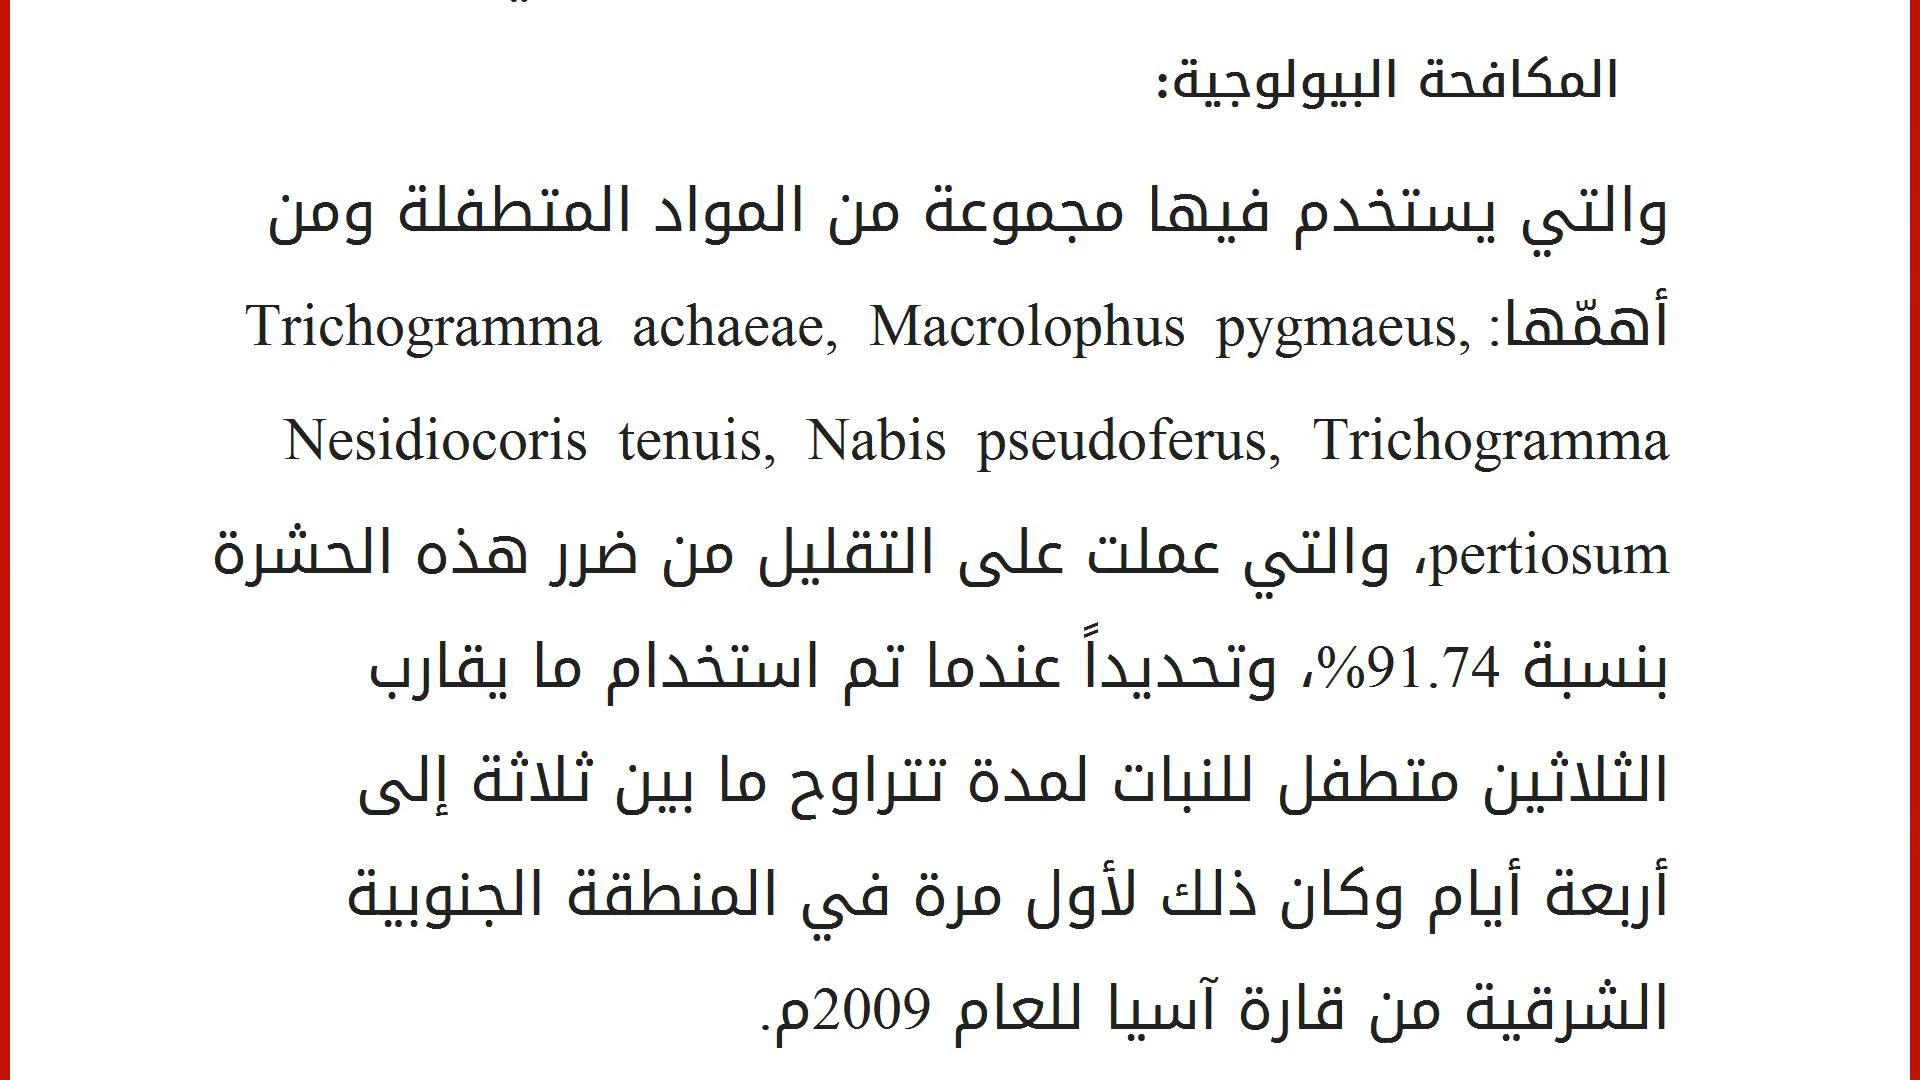 المكافحة البيولوجية:
والتي يستخدم فيها مجموعة من المواد المتطفلة ومن
أهمّها: Trichogramma achaeae, Macrolophus pygmaeus,
Nesidiocoris tenuis, Nabis pseudoferus, Trichogramma
pertiosum، والتي عملت على التقليل من ضرر هذه الحشرة
بنسبة 91.74%، وتحديداً عندما تم استخدام ما يقارب
الثلاثين متطفل للنبات لمدة تتراوح ما بين ثلاثة إلى
أربعة أيام وكان ذلك لأول مرة في المنطقة الجنوبية
الشرقية من قارة آسيا للعام 2009م.